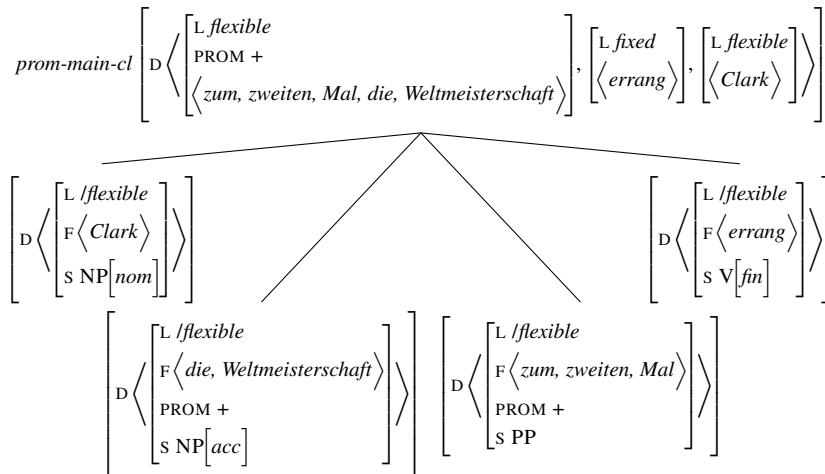 prom-main-cl [ D ⟨ [ L flexible
PROM +
⟨zum, zweiten, Mal, die, Weltmeisterschaft⟩ ], [ L fixed
⟨errang⟩ ], [ L flexible
⟨Clark⟩ ] ⟩ ]
[ D ⟨ [ L /flexible
F ⟨Clark⟩
S NP[nom] ] ⟩ ]
[ D ⟨ [ L /flexible
F ⟨errang⟩
S V[fin] ] ⟩ ]
[ D ⟨ [ L /flexible
F ⟨die, Weltmeisterschaft⟩
PROM +
S NP[acc] ] ⟩ ]
[ D ⟨ [ L /flexible
F ⟨zum, zweiten, Mal⟩
PROM +
S PP ] ⟩ ]